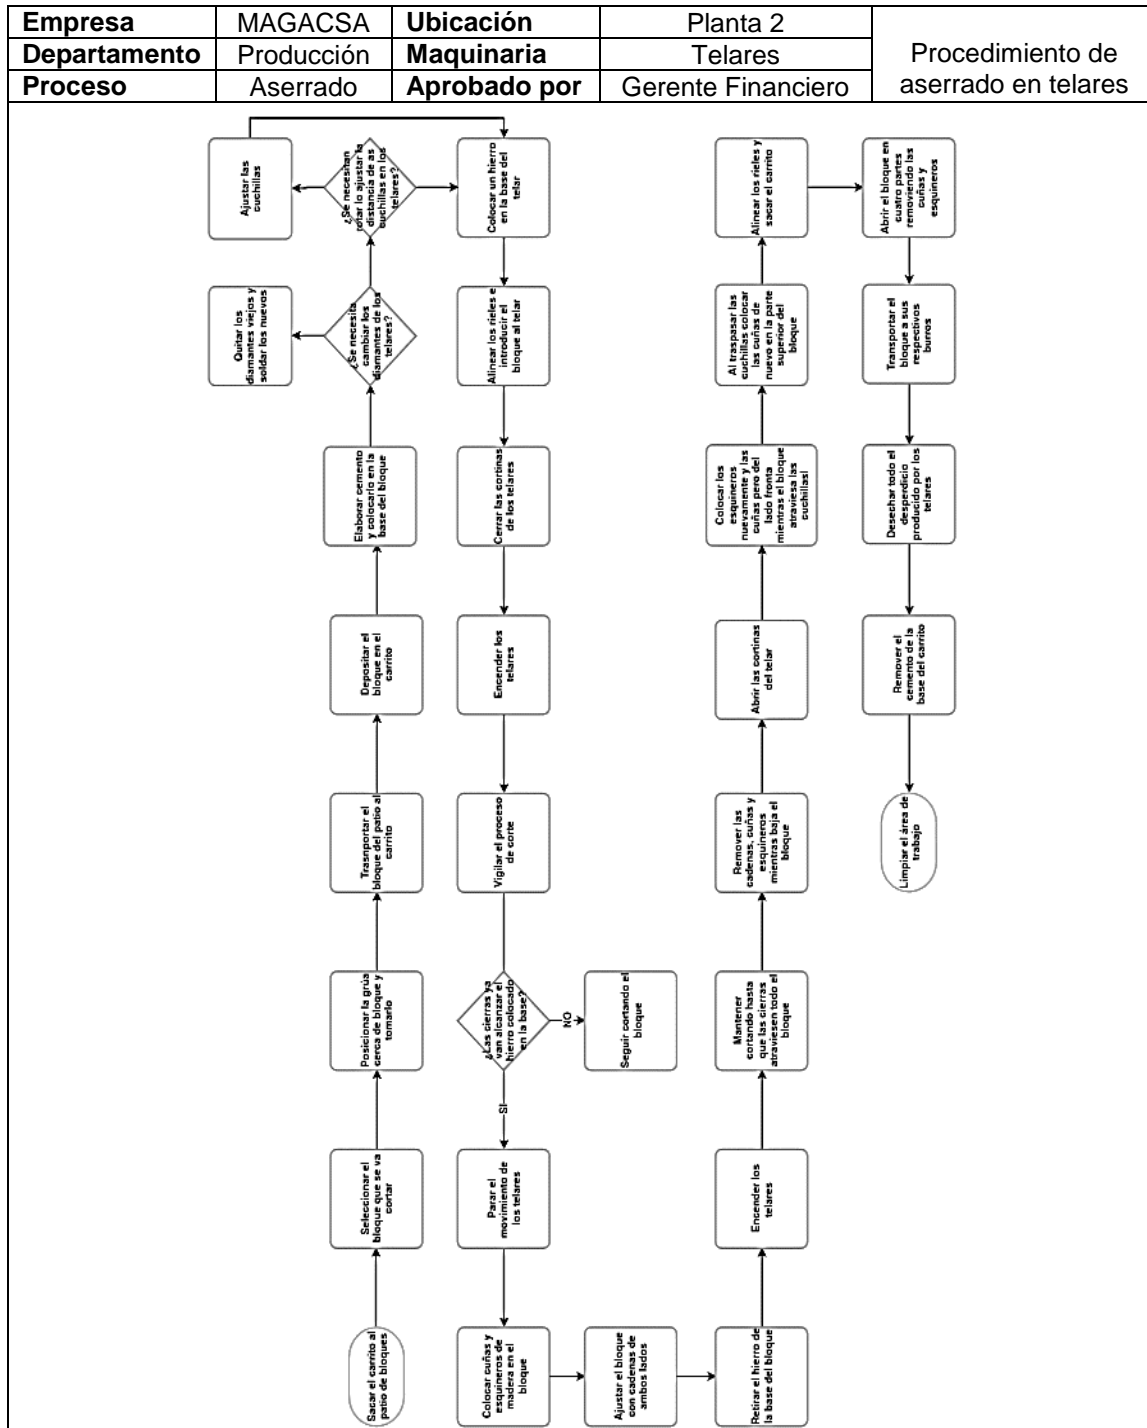 Empresa MAGACSA Ubicación Planta 2
Departamento Producción Maquinaria Telares
Proceso Aserrado Aprobado por Gerente Financiero
Procedimiento de
aserrado en telares
Sacar el carrito al
patio de bloques
Seleccionar el
bloque que se va
cortar
Posicionar la grúa
cerca de bloque y
tomarlo
Trasnportar el
bloque del patio al
carrito
Depositar el
bloque en el
carrito
Elaborar cemento
y colocarlo en la
base del bloque
¿Se necesita
cambiar los
diamantes de los
telares?
Quitar los
diamantes viejos y
soldar los nuevos
¿Se necesitan
rotar lo ajustar la
distancia de as
cuchillas en los
telares?
Ajustar las
cuchillas
Colocar un hierro
en la base del
telar
Alinear los rieles e
introducir el
bloque al telar
Cerrar las cortinas
de los telares
Encender los
telares
Vigilar el proceso
de corte
¿Las cierras ya
van alcanzar el
hierro colocado
en la base?
NO
Seguir cortando el
bloque
SI
Parar el
movimiento de
los telares
Colocar cuñas y
esquineros de
madera en el
bloque
Ajustar el bloque
con cadenas de
ambos lados
Retirar el hierro de
la base del bloque
Encender los
telares
Mantener
cortando hasta
que las cierras
atraviesen todo el
bloque
Remover las
cadenas, cuñas y
esquineros
mientras baja el
bloque
Abrir las cortinas
del telar
Colocar los
esquineros
nuevamente y las
cuñas pero del
lado fronta
mientras el bloque
atraviesa las
cuchillasl
Al traspasar las
cuchillas colocar
las cuñas de
nuevo en la parte
superior del
bloque
Alinear los rieles y
sacar el carrito
Abrir el bloque en
cuatro partes
removiendo las
cuñas y
esquineros
Transportar el
bloque a sus
respectivos
burros
Desechar todo el
desperdicio
producido por los
telares
Remover el
cemento de la
base del carrito
Limpiar el área de
trabajo